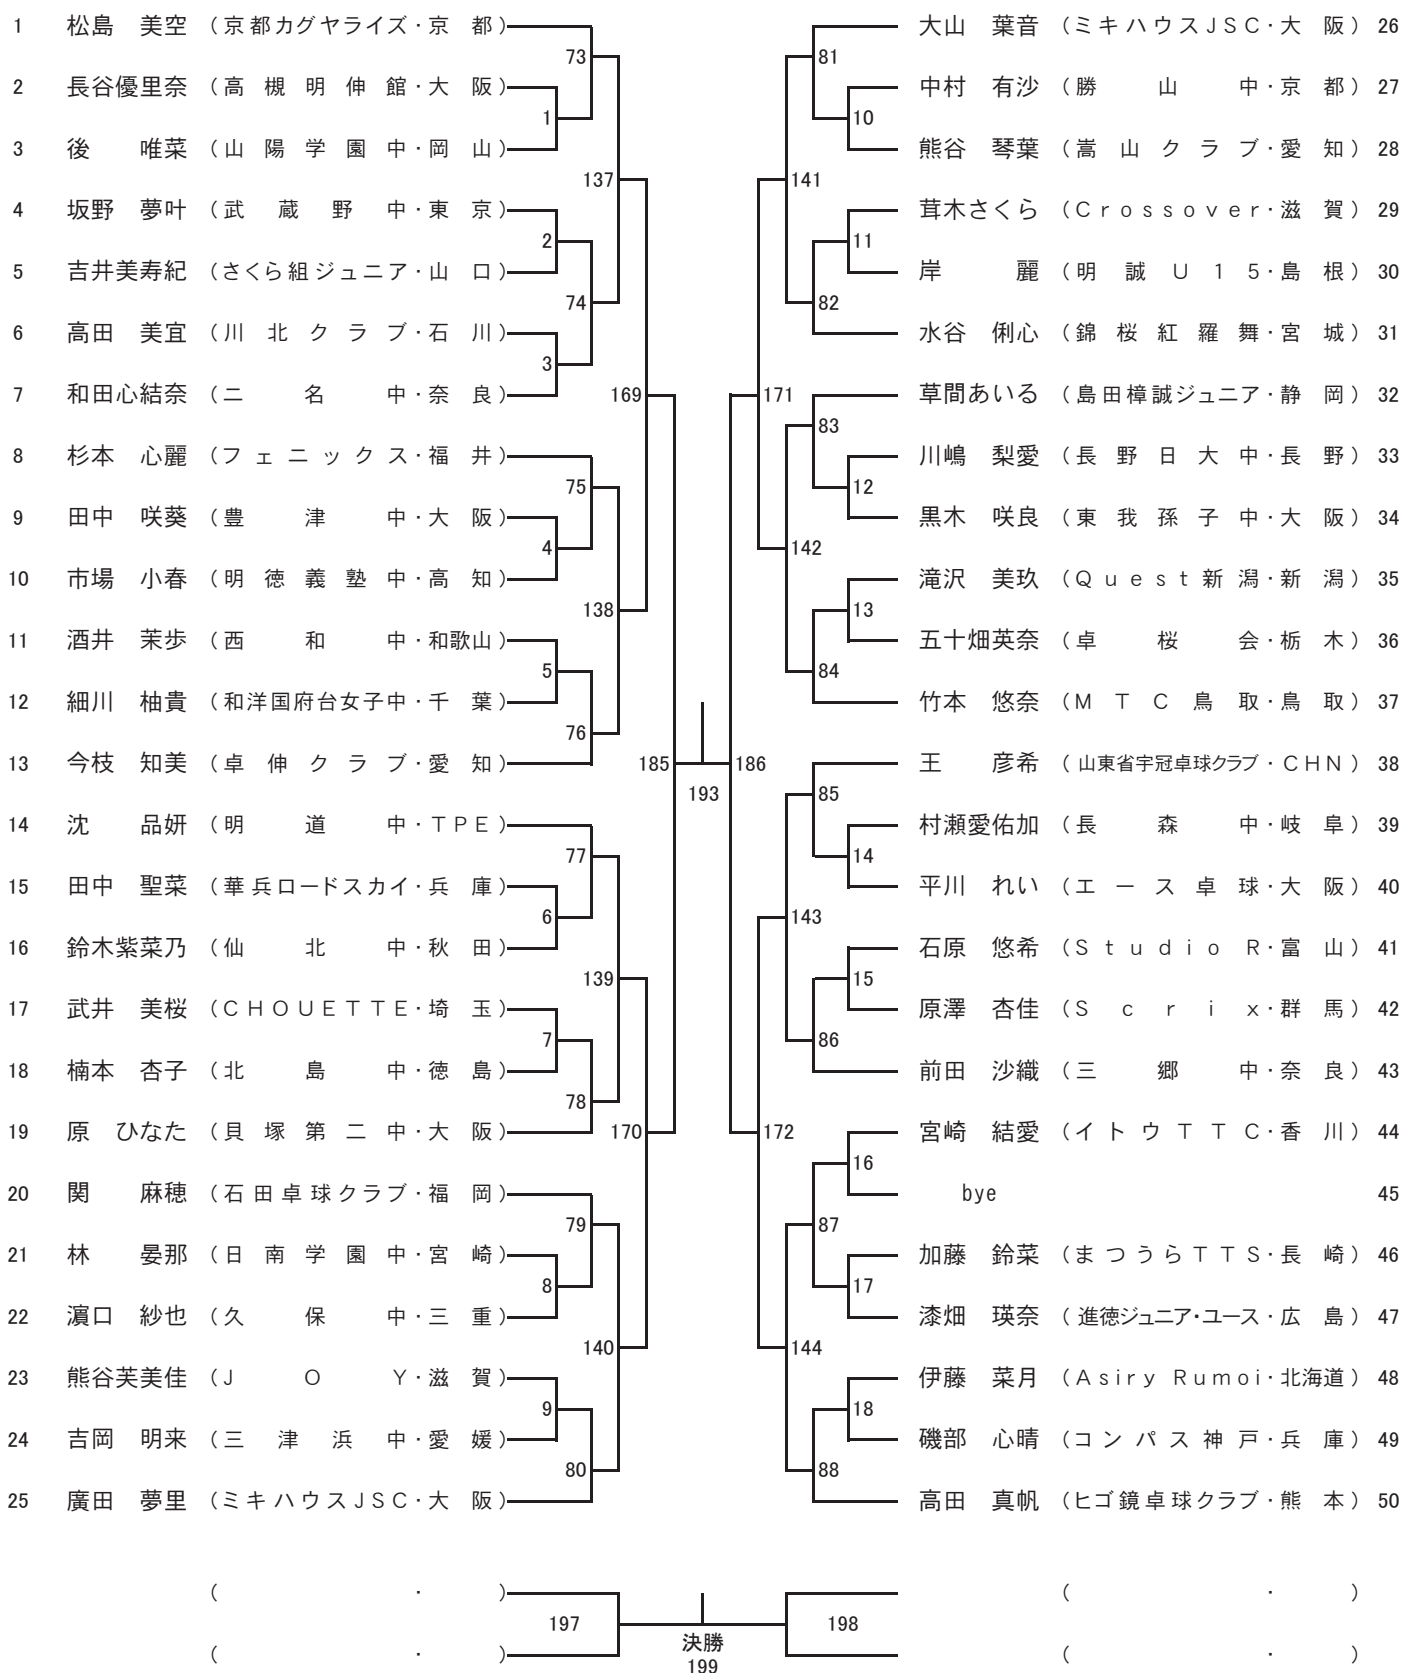 1 松島 美空 (京都カグヤライズ・京都)
73
2 長谷優里奈 (高槻明伸館・大阪)
1
3 後 唯菜 (山陽学園中・岡山)
137
4 坂野 夢叶 (武蔵野中・東京)
2
5 吉井美寿紀 (さくら組ジュニア・山口)
74
6 高田 美宜 (川北クラブ・石川)
3
7 和田心結奈 (二名中・奈良)
169
8 杉本 心麗 (フェニックス・福井)
75
9 田中 咲葵 (豊津中・大阪)
4
10 市場 小春 (明徳義塾中・高知)
138
11 酒井 茉歩 (西和中・和歌山)
5
12 細川 柚貴 (和洋国府台女子中・千葉)
76
13 今枝 知美 (卓伸クラブ・愛知)
185
14 沈 品妍 (明道中・TPE)
77
15 田中 聖菜 (華兵ロードスカイ・兵庫)
6
16 鈴木紫菜乃 (仙北中・秋田)
139
17 武井 美桜 (CHOUETTE・埼玉)
7
18 楠本 杏子 (北島中・徳島)
78
19 原 ひなた (貝塚第二中・大阪)
170
20 関 麻穂 (石田卓球クラブ・福岡)
79
21 林 晏那 (日南学園中・宮崎)
8
22 濵口 紗也 (久保中・三重)
140
23 熊谷芙美佳 (JOY・滋賀)
9
24 吉岡 明来 (三津浜中・愛媛)
80
25 廣田 夢里 (ミキハウスJSC・大阪)
193
大山 葉音 (ミキハウスJSC・大阪) 26
81
中村 有沙 (勝山中・京都) 27
10
熊谷 琴葉 (嵩山クラブ・愛知) 28
141
茸木さくら (Crossover・滋賀) 29
11
岸 麗 (明誠U15・島根) 30
82
水谷 俐心 (錦桜紅羅舞・宮城) 31
171
草間あいる (島田樟誠ジュニア・静岡) 32
83
川嶋 梨愛 (長野日大中・長野) 33
12
黒木 咲良 (東我孫子中・大阪) 34
142
滝沢 美玖 (Quest新潟・新潟) 35
13
五十畑英奈 (卓桜会・栃木) 36
84
竹本 悠奈 (MTC鳥取・鳥取) 37
186
王 彦希 (山東省宇冠卓球クラブ・CHN) 38
85
村瀬愛佑加 (長森中・岐阜) 39
14
平川 れい (エース卓球・大阪) 40
143
石原 悠希 (Studio R・富山) 41
15
原澤 杏佳 (Scrix・群馬) 42
86
前田 沙織 (三郷中・奈良) 43
172
宮崎 結愛 (イトウTTC・香川) 44
16
bye 45
87
加藤 鈴菜 (まつうらTTS・長崎) 46
17
漆畑 瑛奈 (進徳ジュニア・ユース・広島) 47
144
伊藤 菜月 (Asiry Rumoi・北海道) 48
18
磯部 心晴 (コンパス神戸・兵庫) 49
88
高田 真帆 (ヒゴ鏡卓球クラブ・熊本) 50
( ・ ) ( ・ )
197 198
決勝
( ・ ) ( ・ )
199